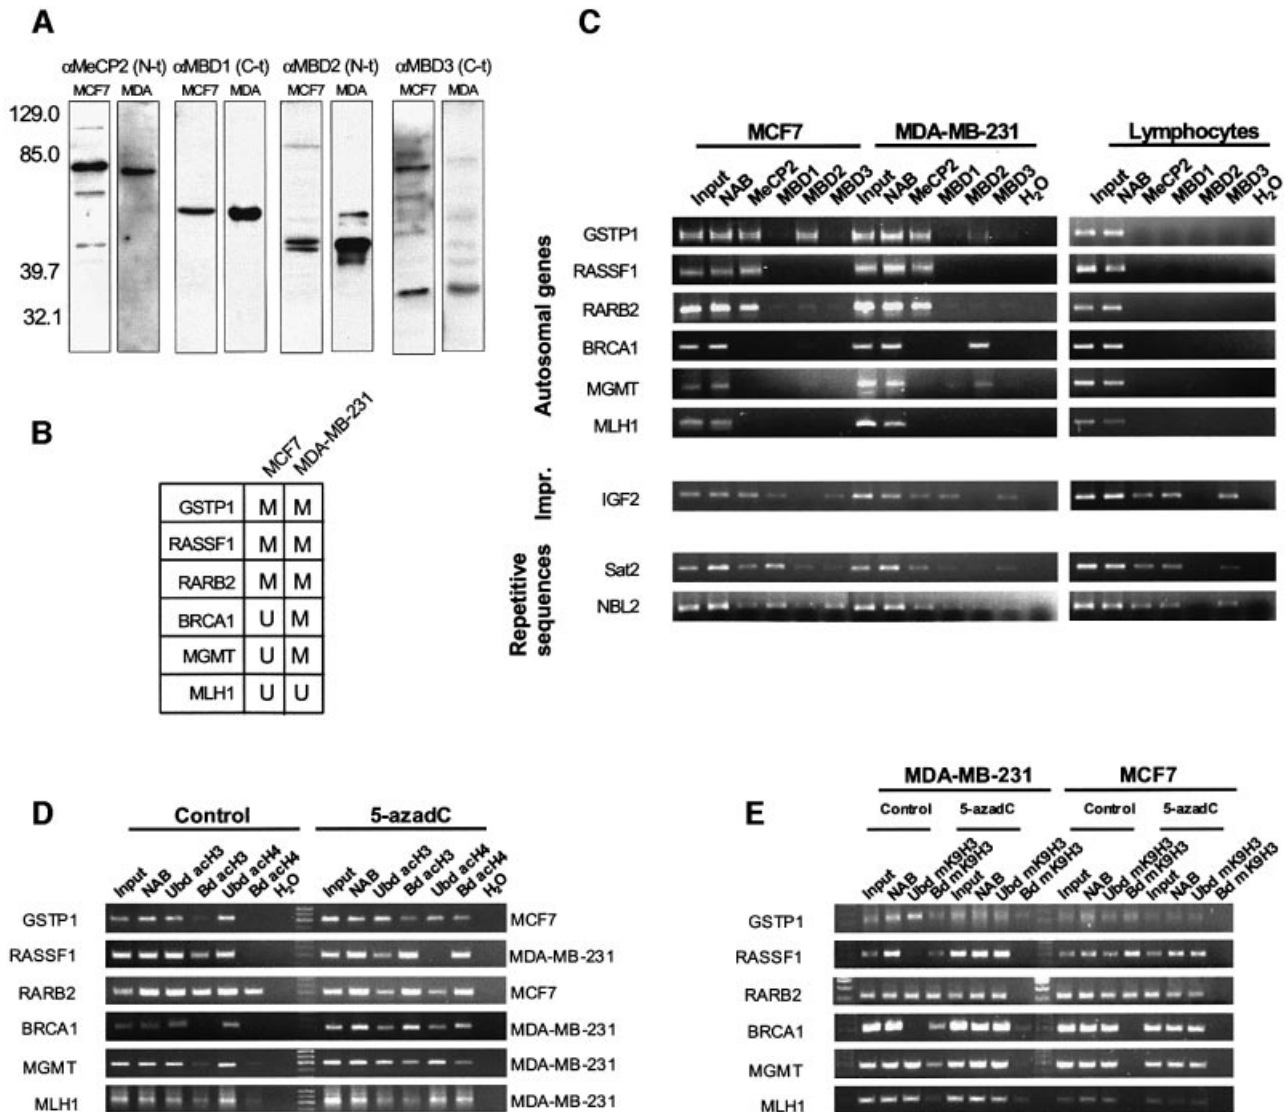 A
αMeCP2 (N-t) αMBD1 (C-t) αMBD2 (N-t) αMBD3 (C-t)
MCF7 MDA MCF7 MDA MCF7 MDA MCF7 MDA
129.0
85.0
39.7
32.1
B
MCF7 MDA-MB-231
GSTP1 M M
RASSF1 M M
RARB2 M M
BRCA1 U M
MGMT U M
MLH1 U U
C
MCF7 MDA-MB-231 Lymphocytes
Input NAB MeCP2 MBD1 MBD2 MBD3 Input NAB MeCP2 MBD1 MBD2 MBD3 H2O Input NAB MeCP2 MBD1 MBD2 MBD3 H2O
Autosomal genes
GSTP1
RASSF1
RARB2
BRCA1
MGMT
MLH1
Impr.
IGF2
Repetitive sequences
Sat2
NBL2
D
Control 5-azadC
Input NAB Ubd acH3 Bd acH3 Ubd acH4 Bd acH4 H2O Input NAB Ubd acH3 Bd acH3 Ubd acH4 Bd acH4 H2O
GSTP1 MCF7
RASSF1 MDA-MB-231
RARB2 MCF7
BRCA1 MDA-MB-231
MGMT MDA-MB-231
MLH1 MDA-MB-231
E
MDA-MB-231 MCF7
Control 5-azadC Control 5-azadC
Input NAB Ubd mK9H3 Bd mK9H3 Input NAB Ubd mK9H3 Bd mK9H3 Input NAB Ubd mK9H3 Bd mK9H3 Input NAB Ubd mK9H3 Bd mK9H3
GSTP1
RASSF1
RARB2
BRCA1
MGMT
MLH1